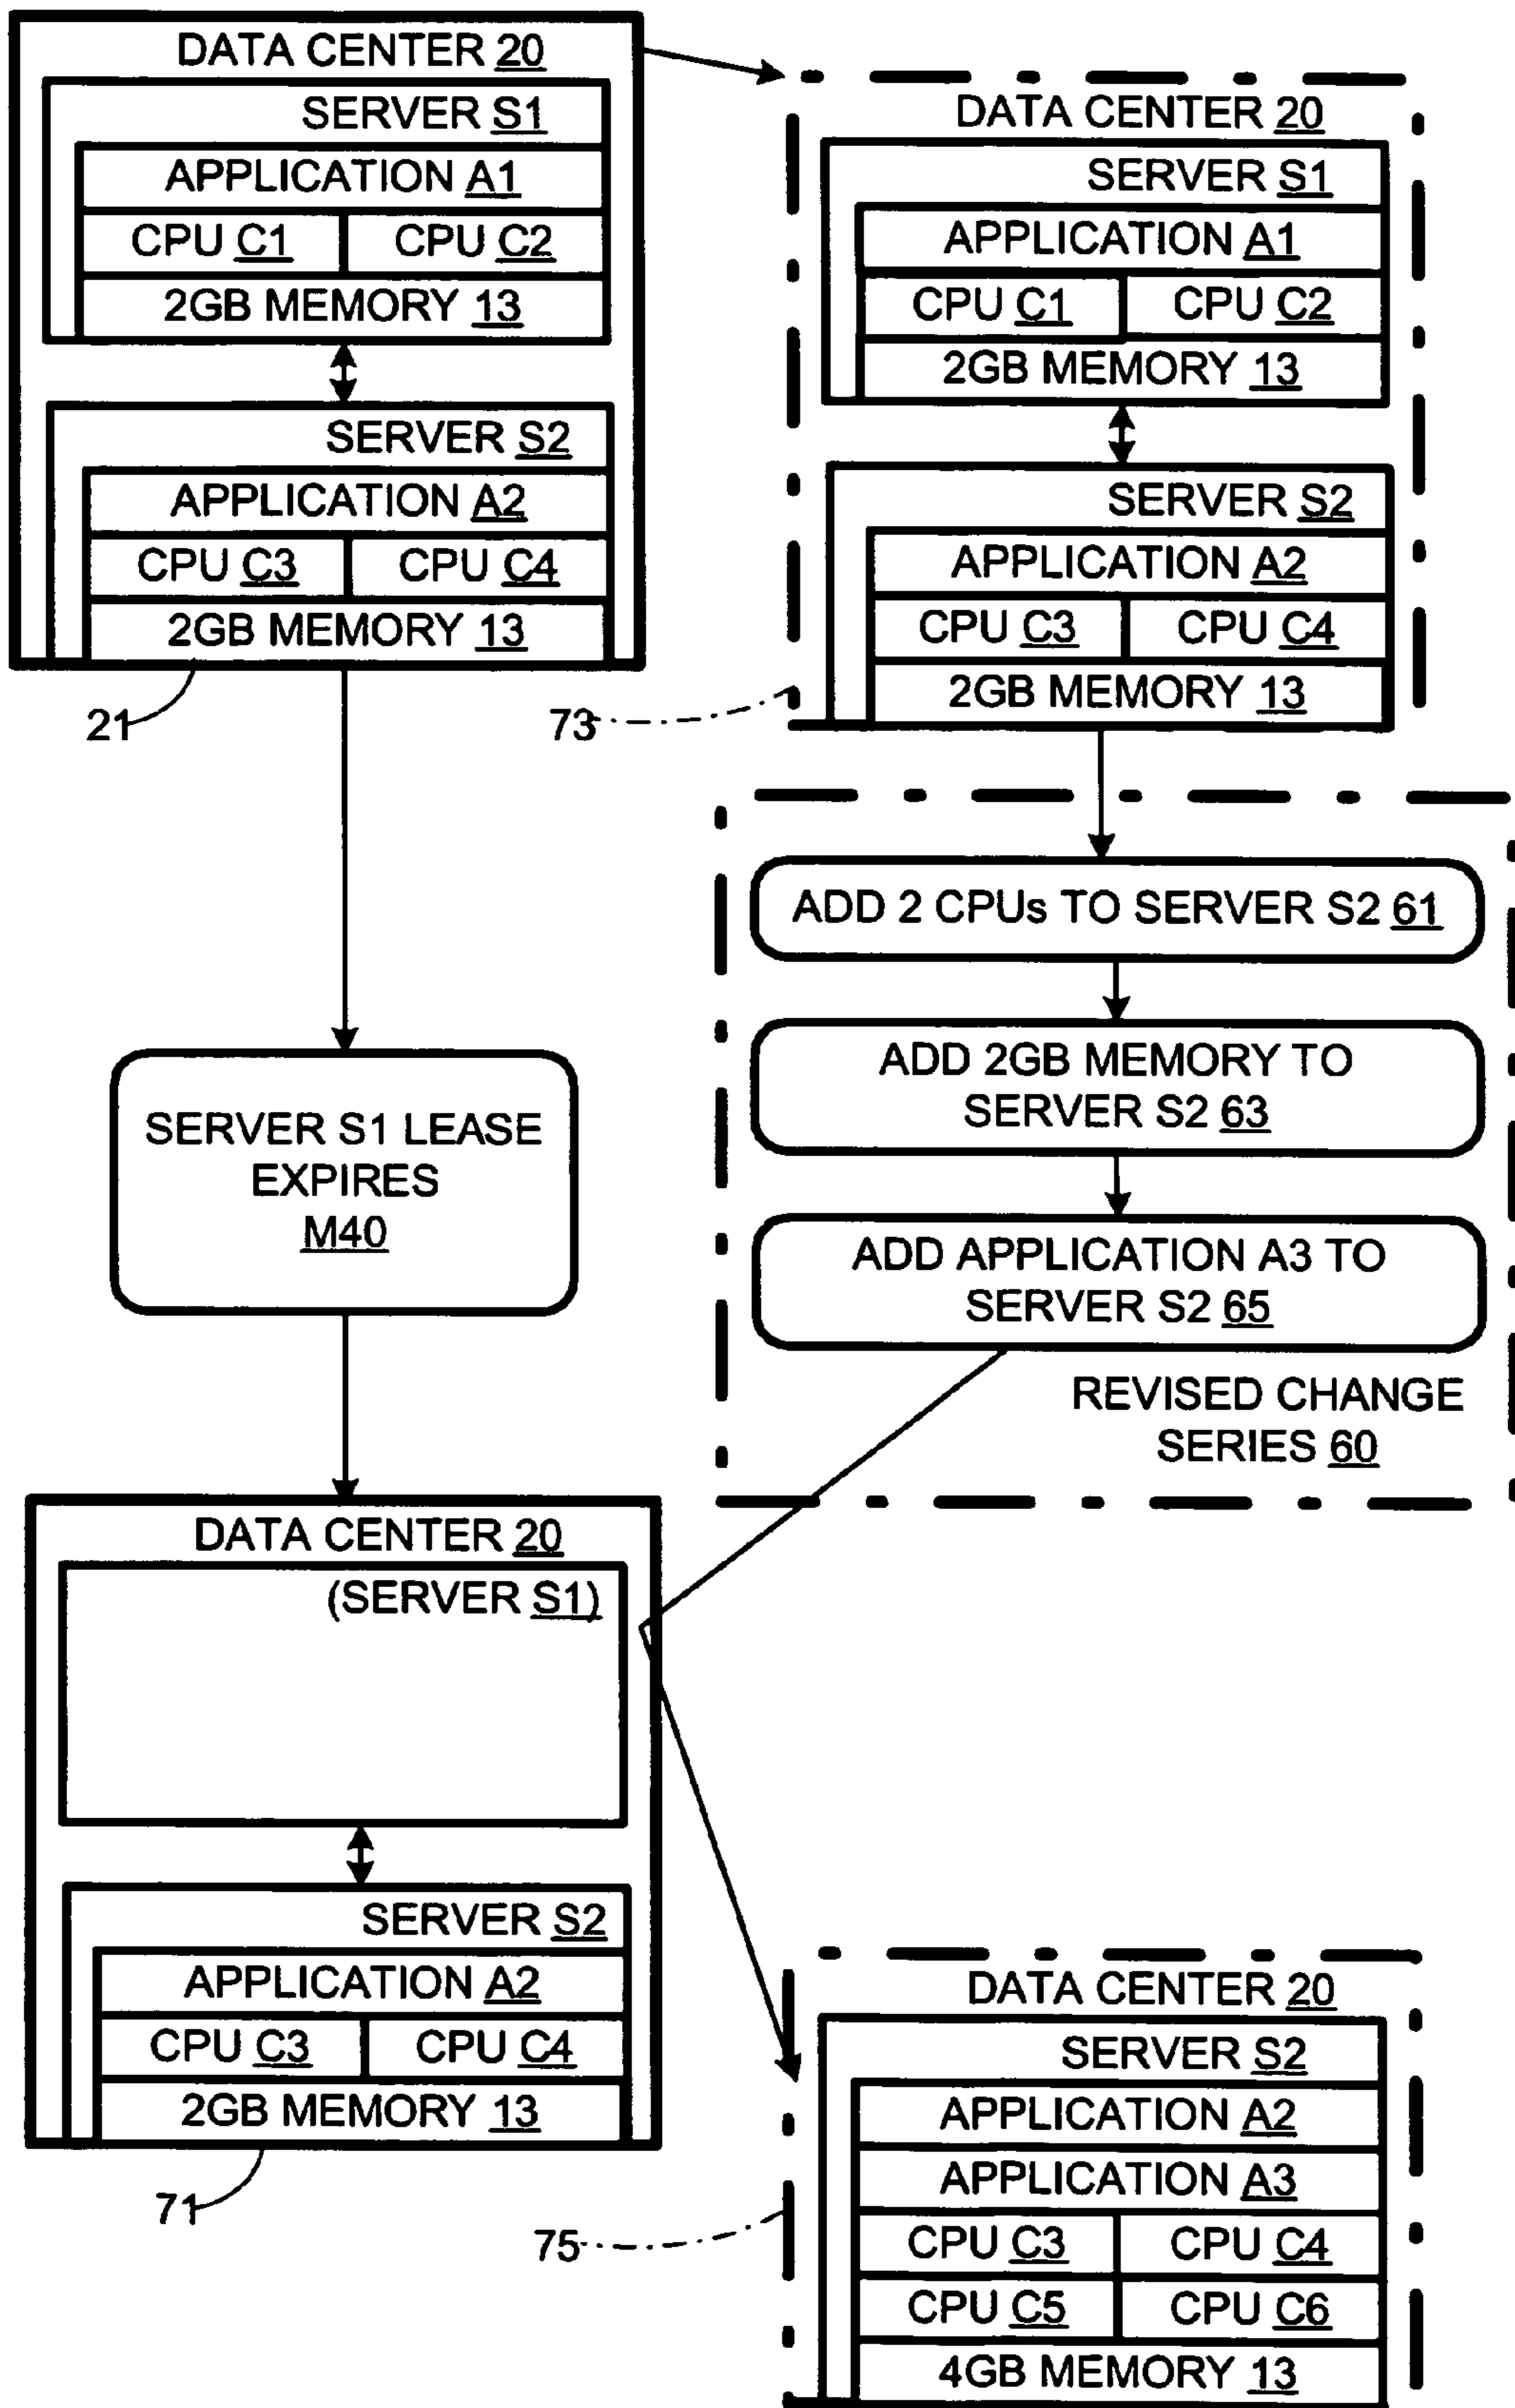 DATA CENTER 20
SERVER S1
APPLICATION A1
CPU C1 CPU C2
2GB MEMORY 13
SERVER S2
APPLICATION A2
CPU C3 CPU C4
2GB MEMORY 13
21
DATA CENTER 20
SERVER S1
APPLICATION A1
CPU C1 CPU C2
2GB MEMORY 13
SERVER S2
APPLICATION A2
CPU C3 CPU C4
2GB MEMORY 13
73
SERVER S1 LEASE
EXPIRES
M40
ADD 2 CPUs TO SERVER S2 61
ADD 2GB MEMORY TO
SERVER S2 63
ADD APPLICATION A3 TO
SERVER S2 65
REVISED CHANGE
SERIES 60
DATA CENTER 20
(SERVER S1)
SERVER S2
APPLICATION A2
CPU C3 CPU C4
2GB MEMORY 13
71
DATA CENTER 20
SERVER S2
APPLICATION A2
APPLICATION A3
CPU C3 CPU C4
CPU C5 CPU C6
4GB MEMORY 13
75